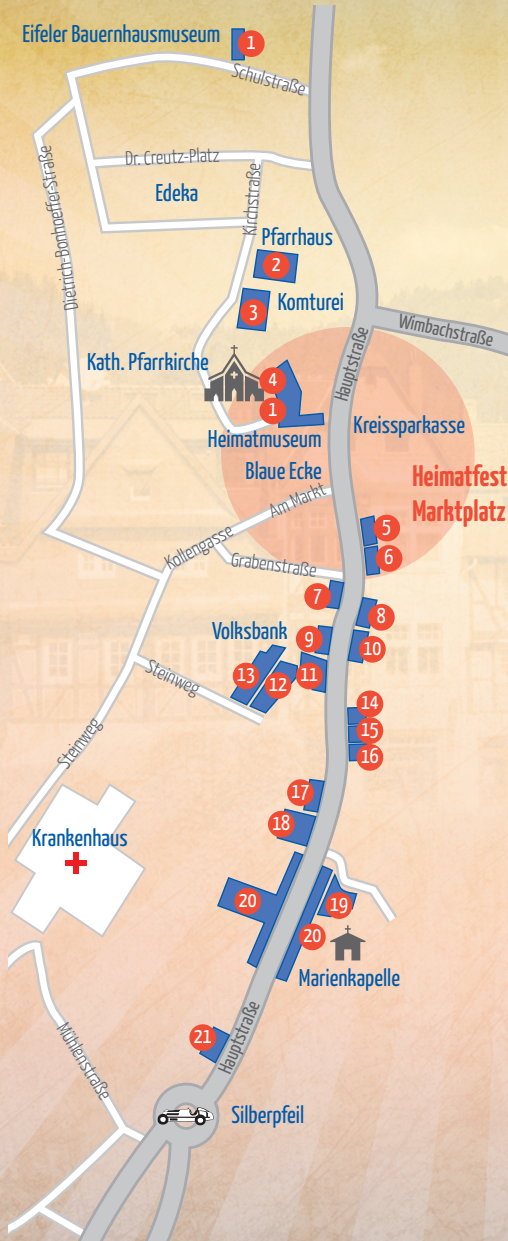 Eifeler Bauernhausmuseum
1
Schulstraße
Dr. Creutz-Platz
Edeka
Dietrich-Bonhoeffer-Straße
Kirchstraße
Pfarrhaus
2
3
Komturei
Wimbachstraße
Hauptstraße
Kath. Pfarrkirche
4
1
Heimatmuseum
Blaue Ecke
Kreissparkasse
Heimatfest
Marktplatz
Am Markt
5
6
Kollengasse
Grabenstraße
7
8
Volksbank
9
10
11
12
13
Steinweg
Steinweg
14
15
16
17
18
Krankenhaus
20
19
20
Marienkapelle
21
Hauptstraße
Mühlenstraße
Silberpfeil